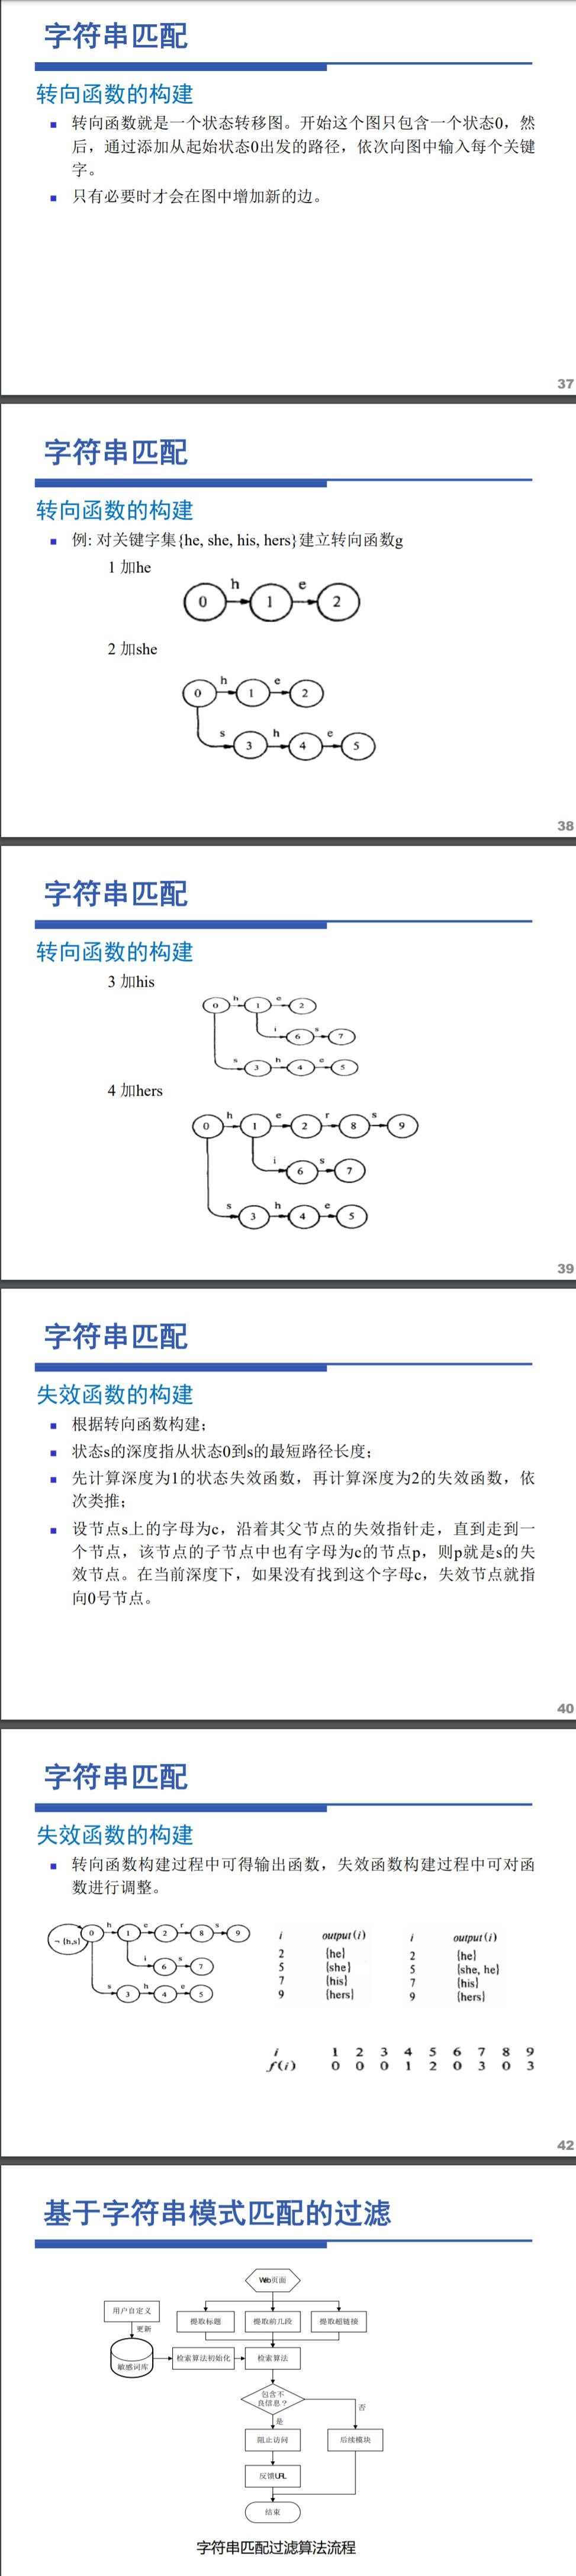 字符串匹配
转向函数的构建
■ 转向函数就是一个状态转移图。开始这个图只包含一个状态0，然
后，通过添加从起始状态0出发的路径，依次向图中输入每个关键
字。
■ 只有必要时才会在图中增加新的边。
37
字符串匹配
转向函数的构建
■ 例: 对关键字集{he, she, his, hers}建立转向函数g
1 加he
h e
0 1 2
2 加she
h e
0 1 2
s h e
3 4 5
38
字符串匹配
转向函数的构建
3 加his
h e
0 1 2
i s
6 7
s h e
3 4 5
4 加hers
h e r s
0 1 2 8 9
i s
6 7
s h e
3 4 5
39
字符串匹配
失效函数的构建
■ 根据转向函数构建；
■ 状态s的深度指从状态0到s的最短路径长度；
■ 先计算深度为1的状态失效函数，再计算深度为2的失效函数，依
次类推；
■ 设节点s上的字母为c，沿着其父节点的失效指针走，直到走到一
个节点，该节点的子节点中也有字母为c的节点p，则p就是s的失
效节点。在当前深度下，如果没有找到这个字母c，失效节点就指
向0号节点。
40
字符串匹配
失效函数的构建
■ 转向函数构建过程中可得输出函数，失效函数构建过程中可对函
数进行调整。
h e r s
¬ {h,s} 0 1 2 8 9
i s
6 7
s h e
3 4 5
i output(i)
2 {he}
5 {she}
7 {his}
9 {hers}
i output(i)
2 {he}
5 {she, he}
7 {his}
9 {hers}
i 1 2 3 4 5 6 7 8 9
f(i) 0 0 0 1 2 0 3 0 3
42
基于字符串模式匹配的过滤
Web页面
用户自定义
提取标题 提取前几段 提取超链接
更新
敏感词库 检索算法初始化 检索算法
包含不
良信息？
否
是
阻止访问 后续模块
反馈URL
结束
字符串匹配过滤算法流程